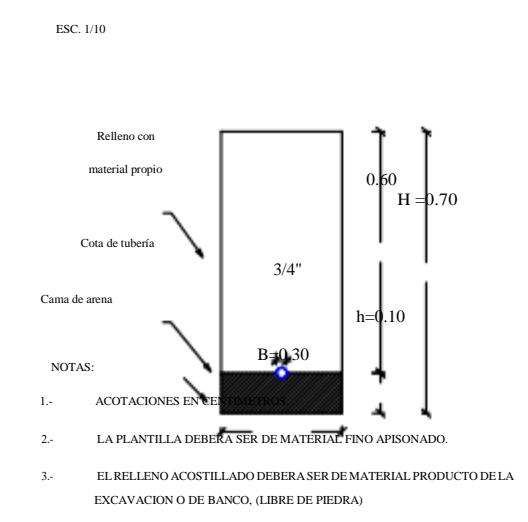 ESC. 1/10
Relleno con
material propio
0.60
H =0.70
Cota de tubería
3/4"
Cama de arena
h=0.10
B=0.30
NOTAS:
1.- ACOTACIONES EN CENTIMETROS.
2.- LA PLANTILLA DEBERA SER DE MATERIAL FINO APISONADO.
3.- EL RELLENO ACOSTILLADO DEBERA SER DE MATERIAL PRODUCTO DE LA
EXCAVACION O DE BANCO, (LIBRE DE PIEDRA)